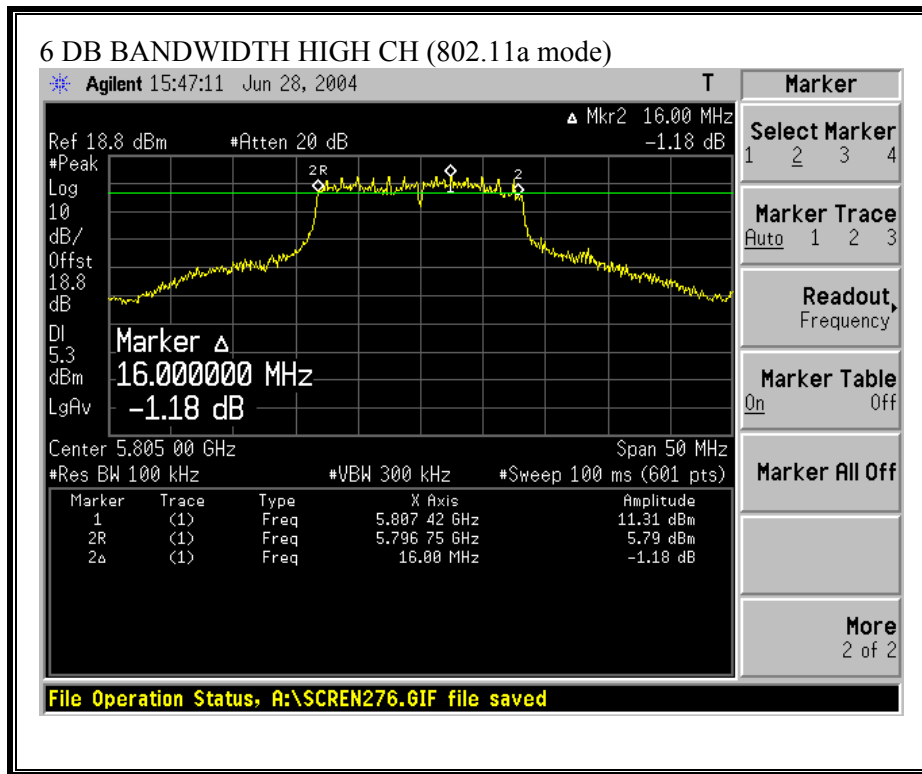 6 DB BANDWIDTH HIGH CH (802.11a mode)
Agilent 15:47:11 Jun 28, 2004 T
Marker
Δ Mkr2 16.00 MHz
Ref 18.8 dBm #Atten 20 dB -1.18 dB
#Peak
Log
10
dB/
Offst
18.8
dB
DI
5.3
dBm
LgAv
2R
1
2
Marker Δ
16.000000 MHz
-1.18 dB
Center 5.805 00 GHz Span 50 MHz
#Res BW 100 kHz #VBW 300 kHz #Sweep 100 ms (601 pts)
Marker Trace Type X Axis Amplitude
1 (1) Freq 5.807 42 GHz 11.31 dBm
2R (1) Freq 5.796 75 GHz 5.79 dBm
2Δ (1) Freq 16.00 MHz -1.18 dB
Select Marker
1 2 3 4
Marker Trace
Auto 1 2 3
Readout
Frequency
Marker Table
On Off
Marker All Off
More
2 of 2
File Operation Status, A:\SCREN276.GIF file saved